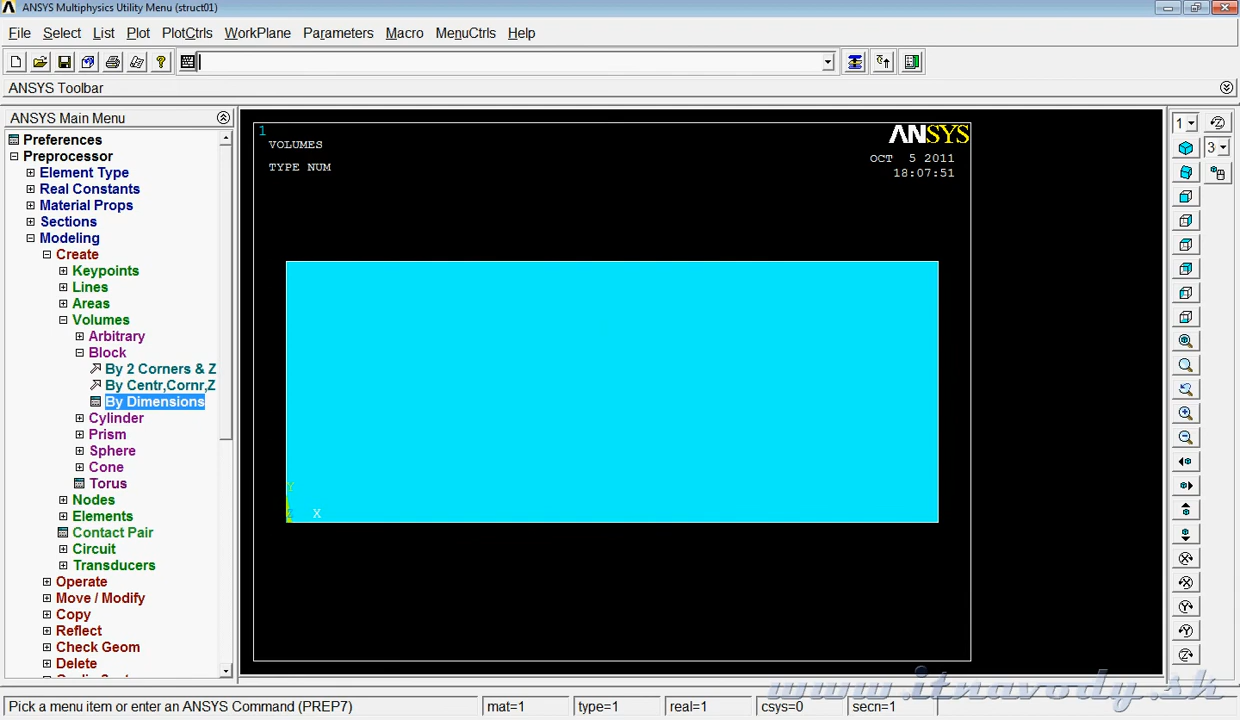 ANSYS Multiphysics Utility Menu (struct01)
File Select List Plot PlotCtrls WorkPlane Parameters Macro MenuCtrls Help
ANSYS Toolbar
ANSYS Main Menu
Preferences
Preprocessor
Element Type
Real Constants
Material Props
Sections
Modeling
Create
Keypoints
Lines
Areas
Volumes
Arbitrary
Block
By 2 Corners & Z
By Centr,Cornr,Z
By Dimensions
Cylinder
Prism
Sphere
Cone
Torus
Nodes
Elements
Contact Pair
Circuit
Transducers
Operate
Move / Modify
Copy
Reflect
Check Geom
Delete
1
VOLUMES
TYPE NUM
ANSYS
OCT 5 2011
18:07:51
Y
Z
X
1
3
www.itnavody.sk
Pick a menu item or enter an ANSYS Command (PREP7)
mat=1
type=1
real=1
csys=0
secn=1